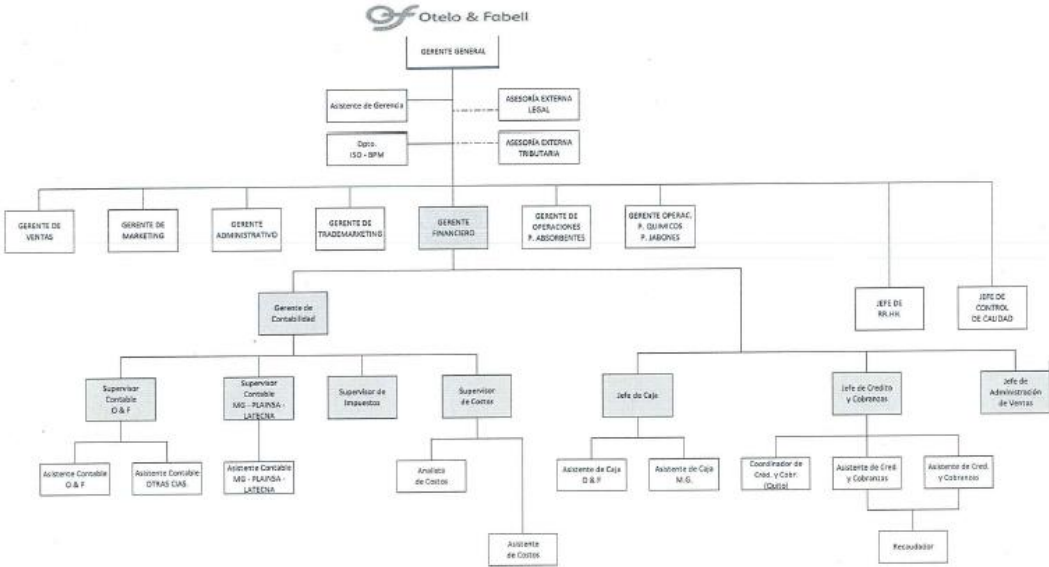 Otelo & Fabell
GERENTE GENERAL
Asistente de Gerencia
ASESORÍA EXTERNA
LEGAL
Dpto.
ISO - BPM
ASESORÍA EXTERNA
TRIBUTARIA
GERENTE DE
VENTAS
GERENTE DE
MARKETING
GERENTE
ADMINISTRATIVO
GERENTE DE
TRADEMARKETING
GERENTE
FINANCIERO
GERENTE DE
OPERACIONES
P. ABSORBENTES
GERENTE OPERAC.
P. QUIMICOS
P. JABONES
Gerente de
Contabilidad
JEFE DE
RR.HH.
JEFE DE
CONTROL
DE CALIDAD
Supervisor
Contable
O & F
Supervisor
Contable
MG - PLAINSA -
LATECNA
Supervisor de
Impuestos
Supervisor
de Costos
Jefe de Caja
Jefe de Credito
y Cobranzas
Jefe de
Administración
de Ventas
Asistente Contable
O & F
Asistente Contable
OTRAS CIAS.
Asistente Contable
MG - PLAINSA -
LATECNA
Analista
de Costos
Asistente de Caja
O & F
Asistente de Caja
M.G.
Coordinador de
Créd. y Cobr.
(Quito)
Asistente de Cred.
y Cobranzas
Asistente de Cred.
y Cobranzas
Asistente
de Costos
Recaudador